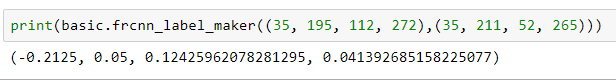 print(basic.frcnn_label_maker((35, 195, 112, 272),(35, 211, 52, 265)))
(-0.2125, 0.05, 0.12425962078281295, 0.041392685158225077)